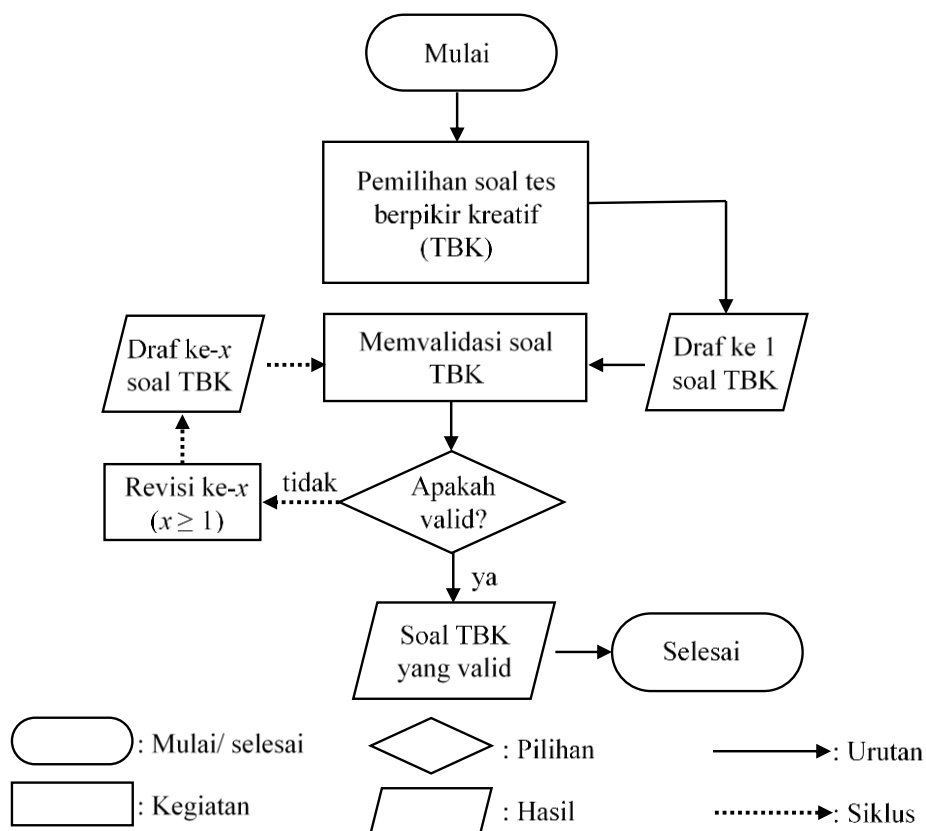 Mulai
Pemilihan soal tes
berpikir kreatif
(TBK)
Draf ke-x
soal TBK
Memvalidasi soal
TBK
Draf ke 1
soal TBK
Revisi ke-x
(x ≥ 1)
tidak
Apakah
valid?
ya
Soal TBK
yang valid
Selesai
: Mulai/ selesai
: Pilihan
: Urutan
: Kegiatan
: Hasil
: Siklus